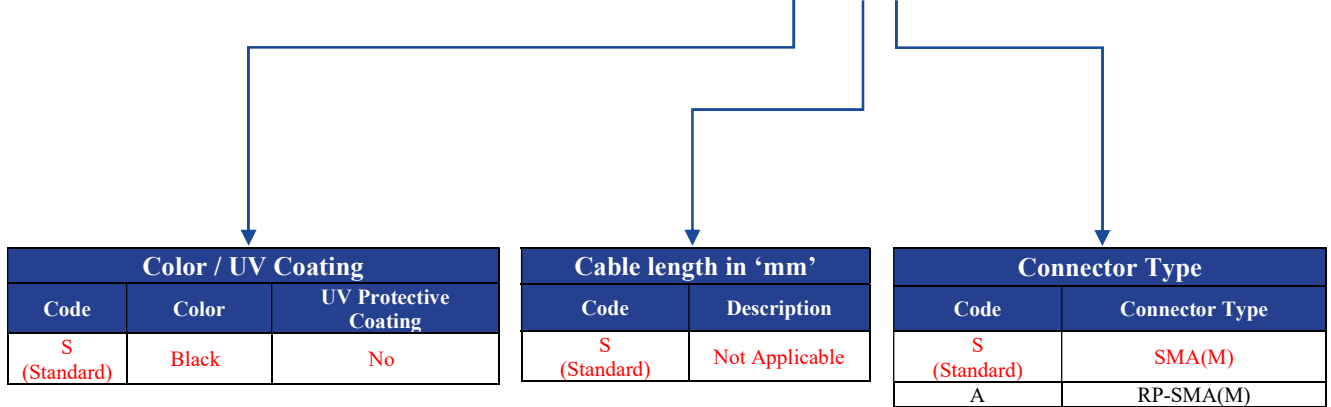 Color / UV Coating
Code Color UV Protective Coating
S (Standard) Black No
Cable length in ‘mm’
Code Description
S (Standard) Not Applicable
Connector Type
Code Connector Type
S (Standard) SMA(M)
A RP-SMA(M)